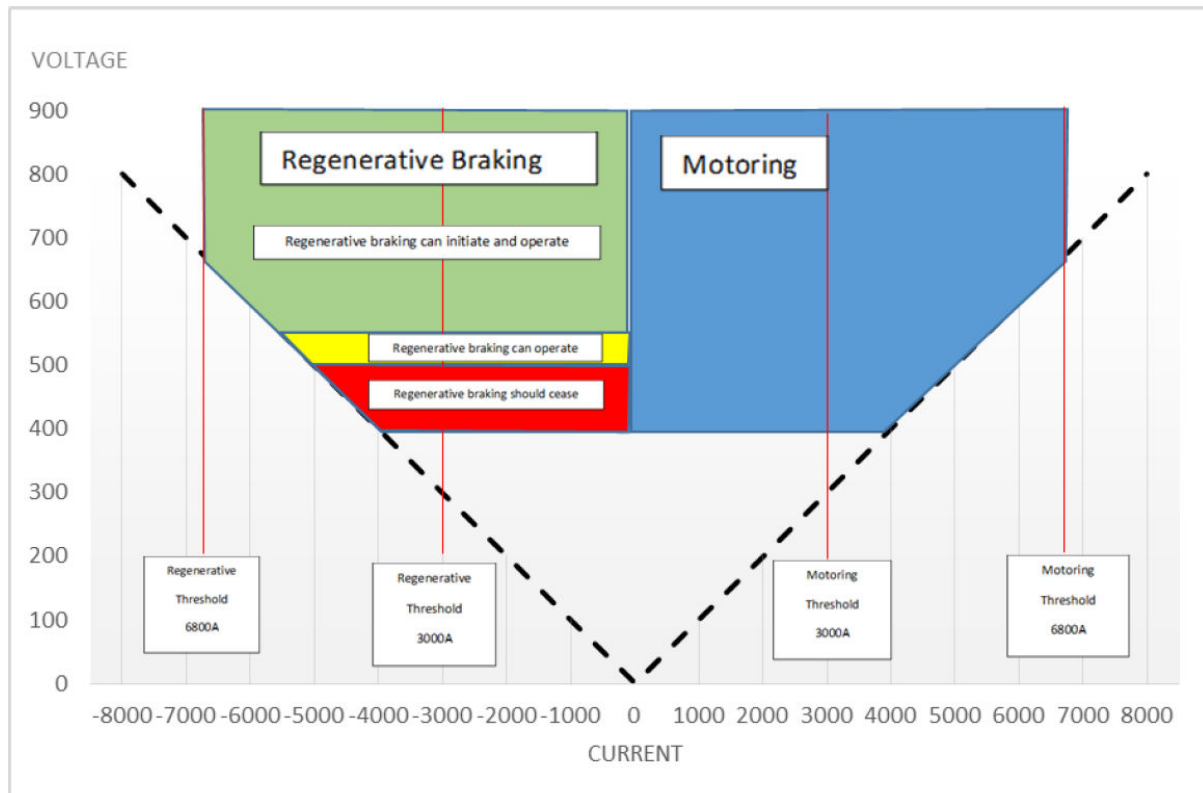 VOLTAGE
900
800
700
600
500
400
300
200
100
0
Regenerative Braking
Motoring
Regenerative braking can initiate and operate
Regenerative braking can operate
Regenerative braking should cease
Regenerative
Threshold
6800A
Regenerative
Threshold
3000A
Motoring
Threshold
3000A
Motoring
Threshold
6800A
-8000 -7000 -6000 -5000 -4000 -3000 -2000 -1000 0 1000 2000 3000 4000 5000 6000 7000 8000
CURRENT